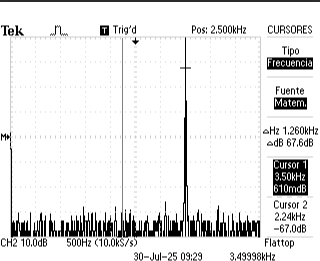 Tek T Trig'd Pos: 2.500kHz CURSORES
Tipo
Frecuencia
Fuente
Matem.
M
△Hz 1.260kHz
△dB 67.6dB
Cursor 1
3.50kHz
610mdB
Cursor 2
2.24kHz
-67.0dB
CH2 10.0dB 500Hz (10.0kS/s) Flattop
30-Jul-25 09:29 3.49998kHz